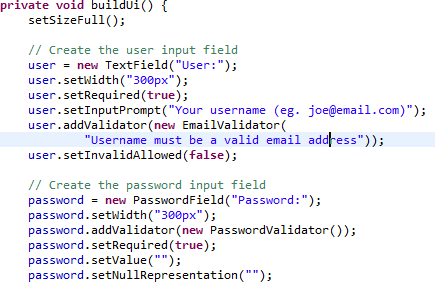 private void buildUi() {
    setSizeFull();

    // Create the user input field
    user = new TextField("User:");
    user.setWidth("300px");
    user.setRequired(true);
    user.setInputPrompt("Your username (eg. joe@email.com)");
    user.addValidator(new EmailValidator(
            "Username must be a valid email address"));
    user.setInvalidAllowed(false);

    // Create the password input field
    password = new PasswordField("Password:");
    password.setWidth("300px");
    password.addValidator(new PasswordValidator());
    password.setRequired(true);
    password.setValue("");
    password.setNullRepresentation("");